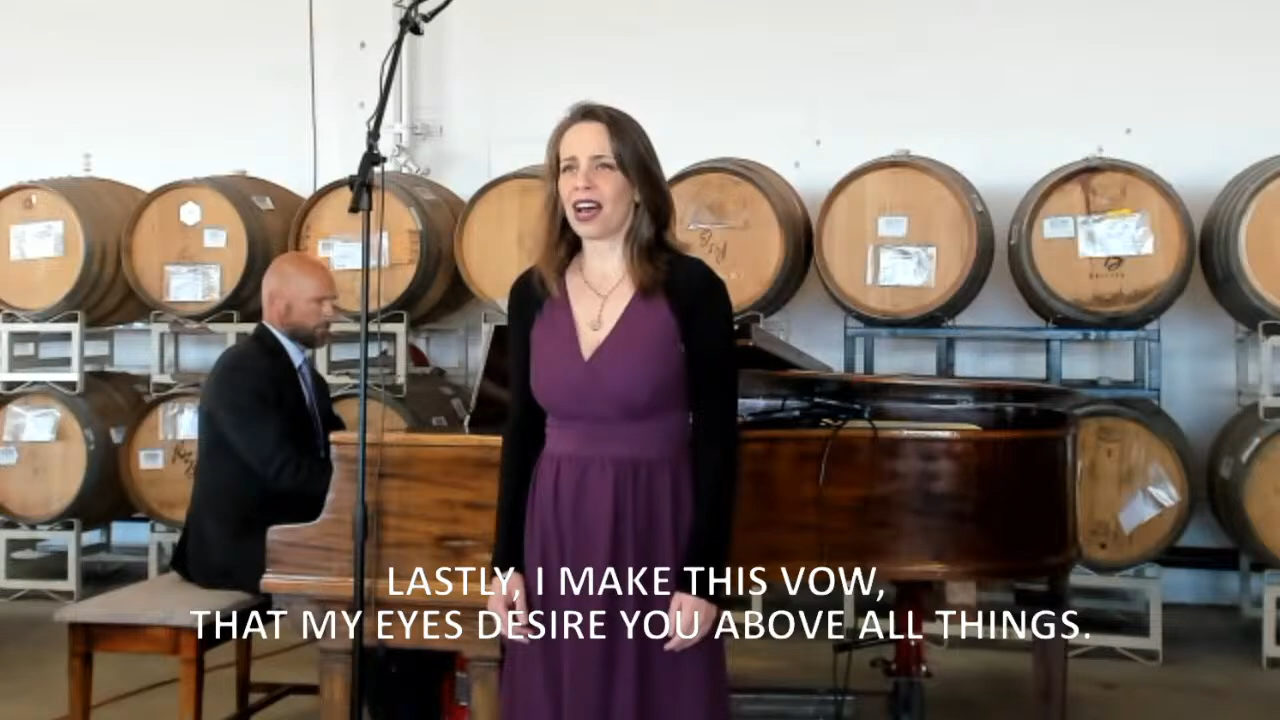 LASTLY, I MAKE THIS VOW,
THAT MY EYES DESIRE YOU ABOVE ALL THINGS.